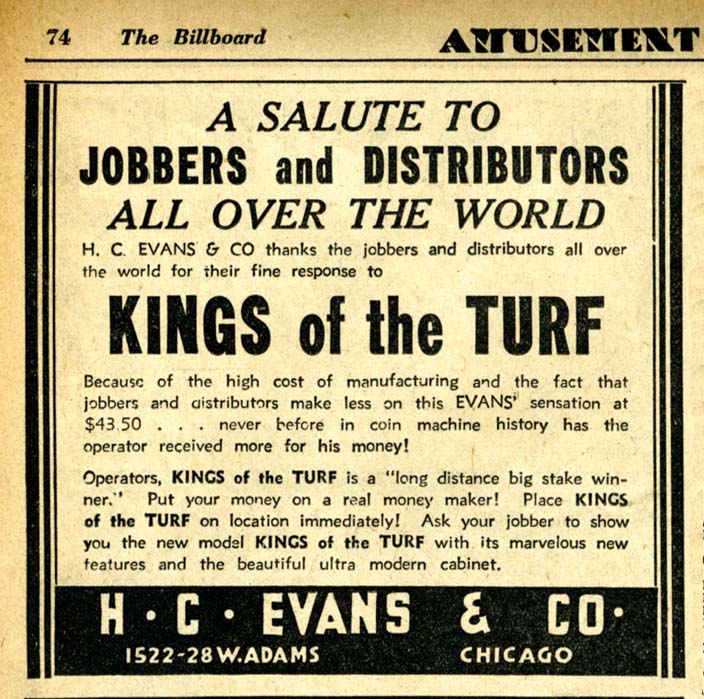 74 The Billboard AMUSEMENT
A SALUTE TO
JOBBERS and DISTRIBUTORS
ALL OVER THE WORLD
H. C. EVANS & CO thanks the jobbers and distributors all over
the world for their fine response to
KINGS of the TURF
Because of the high cost of manufacturing and the fact that
jobbers and distributors make less on this EVANS' sensation at
$43.50 . . . never before in coin machine history has the
operator received more for his money!
Operators, KINGS of the TURF is a "long distance big stake win-
ner." Put your money on a real money maker! Place KINGS
of the TURF on location immediately! Ask your jobber to show
you the new model KINGS of the TURF with its marvelous new
features and the beautiful ultra modern cabinet.
H · C · EVANS & CO·
1522-28 W. ADAMS CHICAGO